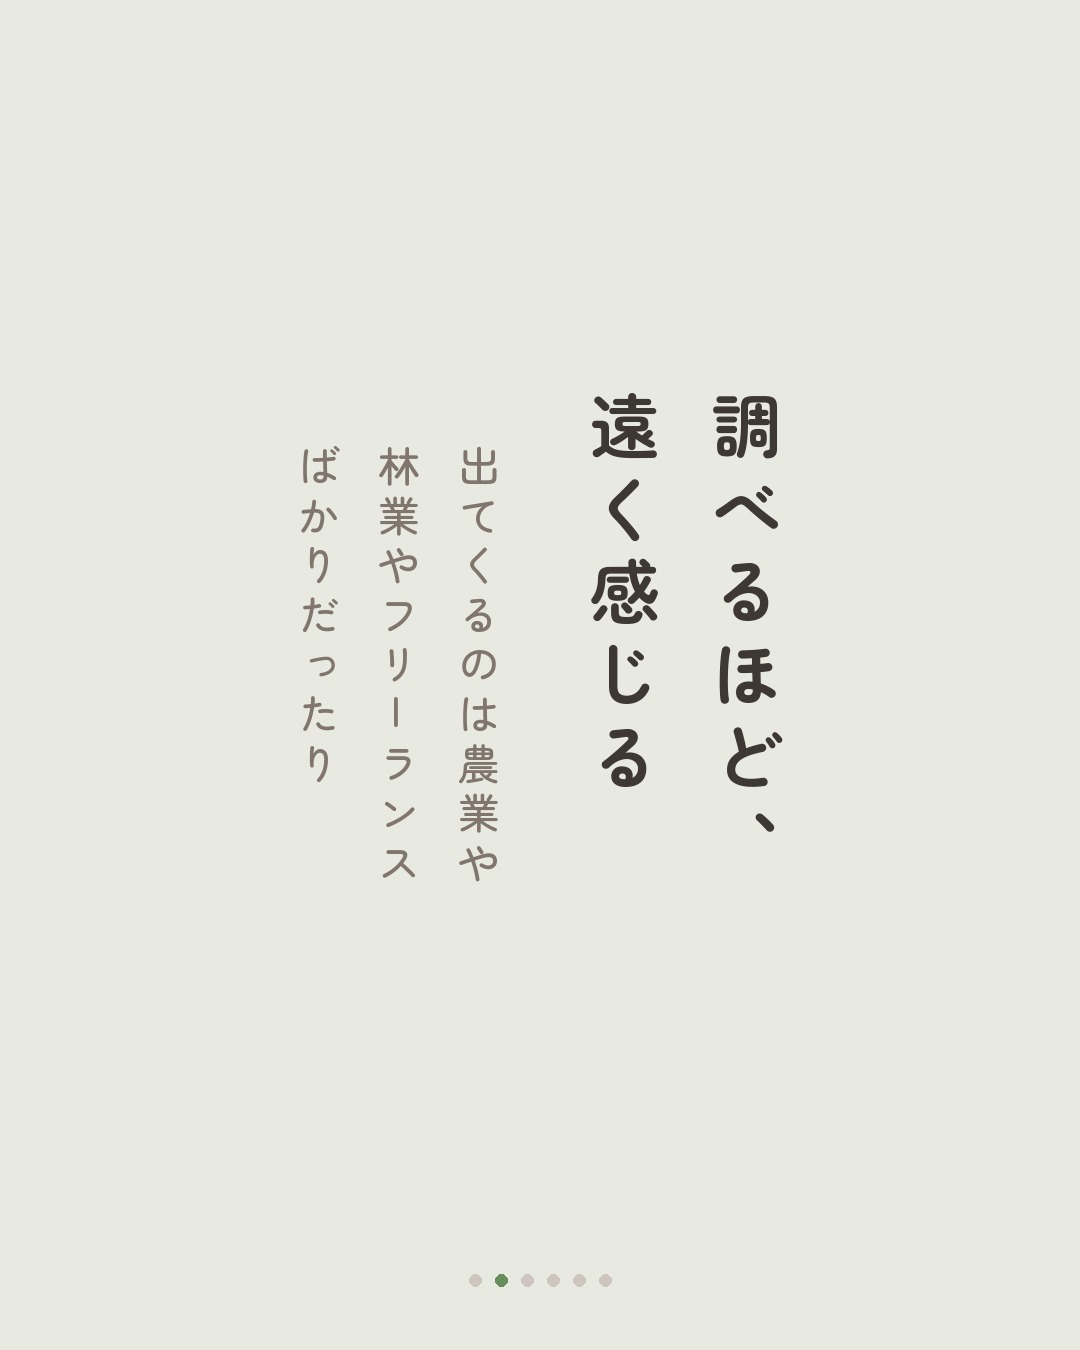 調べるほど、
遠く感じる
出てくるのは農業や
林業やフリーランス
ばかりだったり